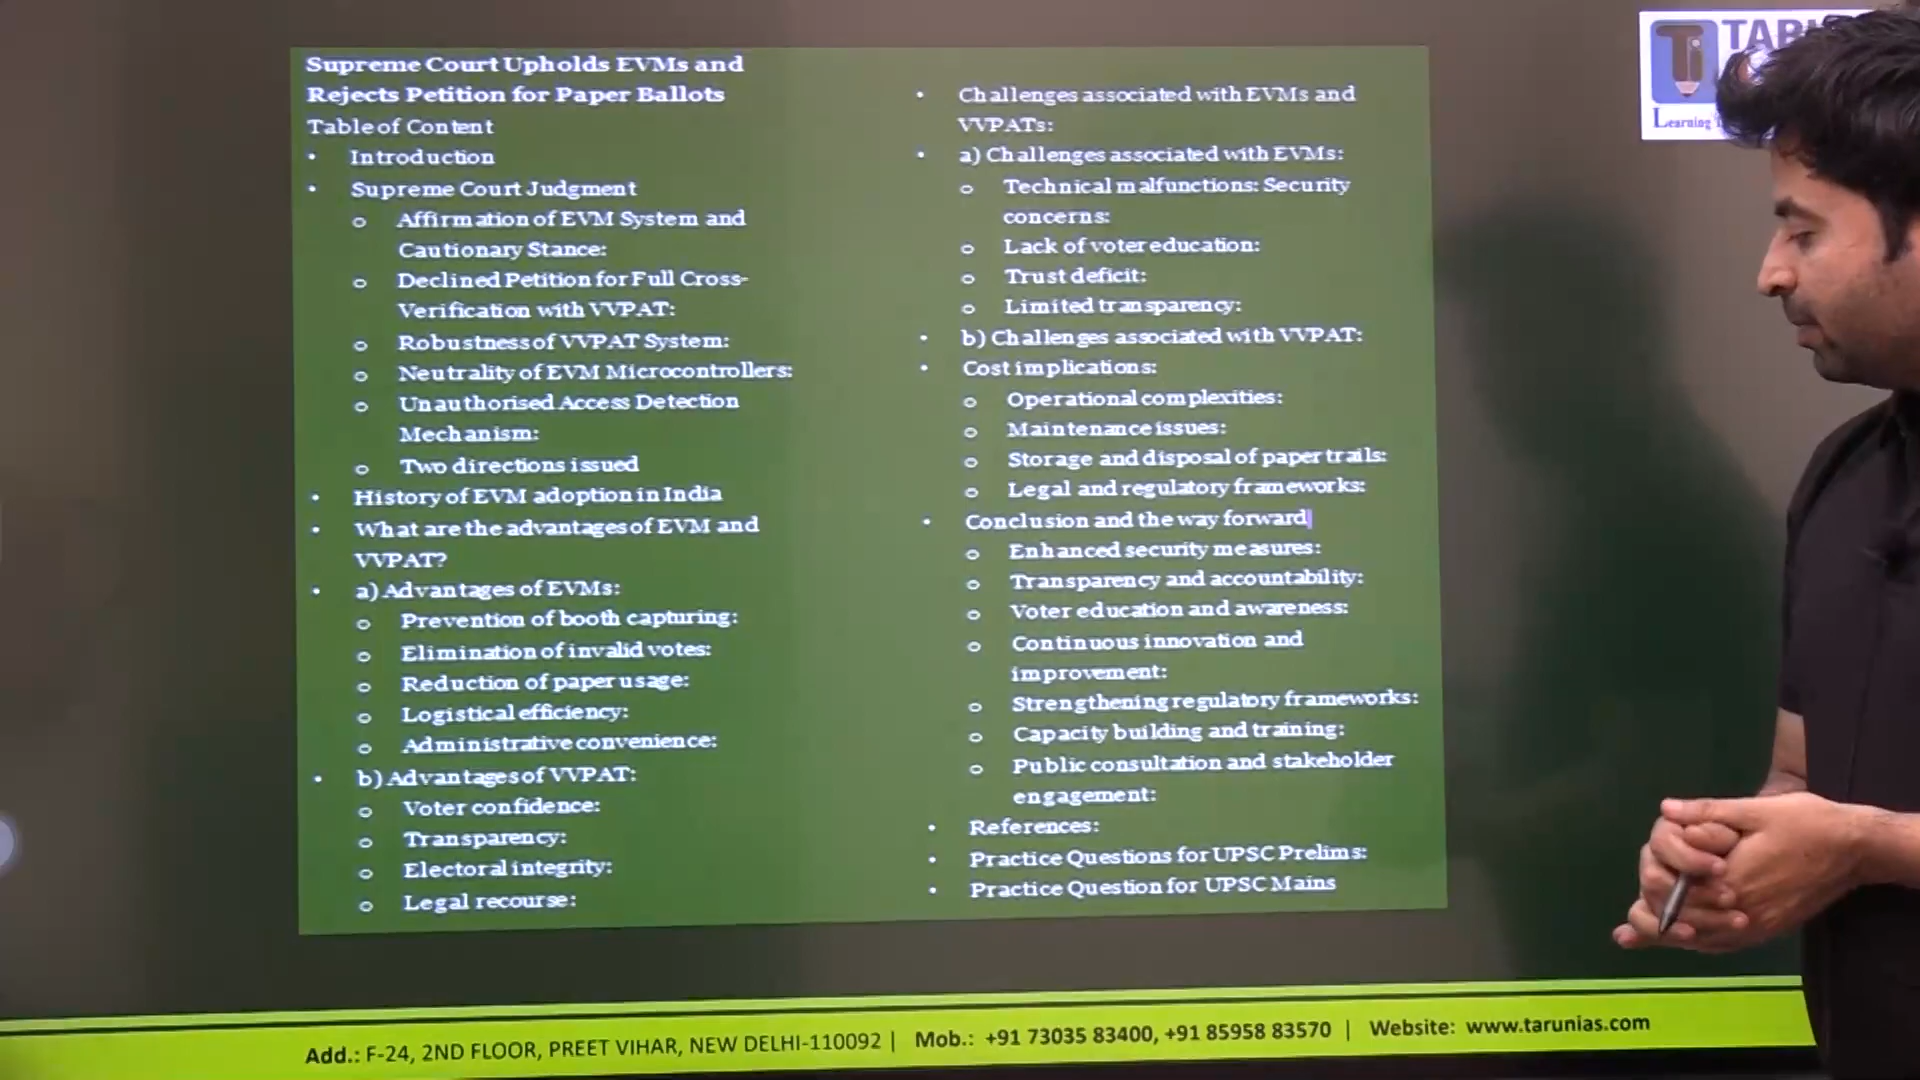 Supreme Court Upholds EVMs and
Rejects Petition for Paper Ballots
Table of Content
• Introduction
• Supreme Court Judgment
o Affirmation of EVM System and
Cautionary Stance:
o Declined Petition for Full Cross-
Verification with VVPAT:
o Robustness of VVPAT System:
o Neutrality of EVM Microcontrollers:
o Unauthorised Access Detection
Mechanism:
o Two directions issued
• History of EVM adoption in India
• What are the advantages of EVM and
VVPAT?
• a) Advantages of EVMs:
o Prevention of booth capturing:
o Elimination of invalid votes:
o Reduction of paper usage:
o Logistical efficiency:
o Administrative convenience:
• b) Advantages of VVPAT:
o Voter confidence:
o Transparency:
o Electoral integrity:
o Legal recourse:
• Challenges associated with EVMs and
VVPATs:
• a) Challenges associated with EVMs:
o Technical malfunctions: Security
concerns:
o Lack of voter education:
o Trust deficit:
o Limited transparency:
• b) Challenges associated with VVPAT:
• Cost implications:
o Operational complexities:
o Maintenance issues:
o Storage and disposal of paper trails:
o Legal and regulatory frameworks:
• Conclusion and the way forward
o Enhanced security measures:
o Transparency and accountability:
o Voter education and awareness:
o Continuous innovation and
improvement:
o Strengthening regulatory frameworks:
o Capacity building and training:
o Public consultation and stakeholder
engagement:
• References:
• Practice Questions for UPSC Prelims:
• Practice Question for UPSC Mains
Learning
Add.: F-24, 2ND FLOOR, PREET VIHAR, NEW DELHI-110092 | Mob.: +91 73035 83400, +91 85958 83570 | Website: www.tarunias.com